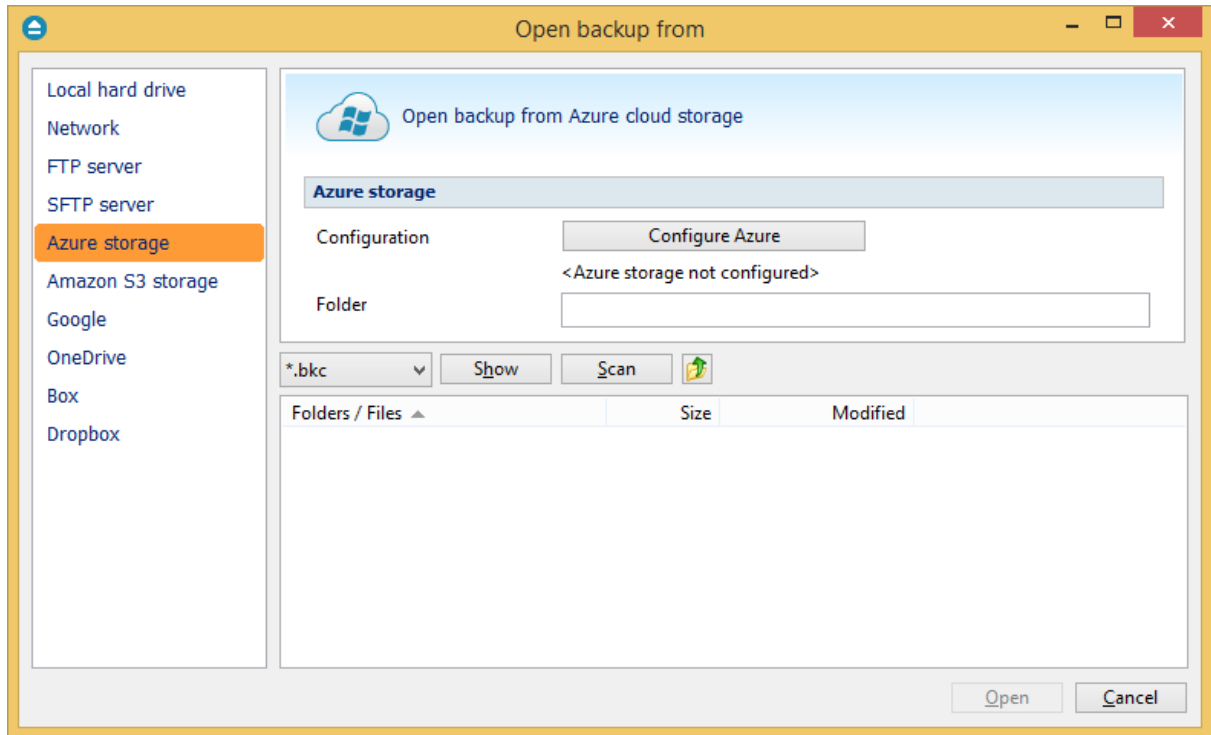 Open backup from
Local hard drive
Network
FTP server
SFTP server
Azure storage
Amazon S3 storage
Google
OneDrive
Box
Dropbox
Open backup from Azure cloud storage
Azure storage
Configuration
Configure Azure
<Azure storage not configured>
Folder
*.bkc Show Scan
Folders / Files Size Modified
Open Cancel